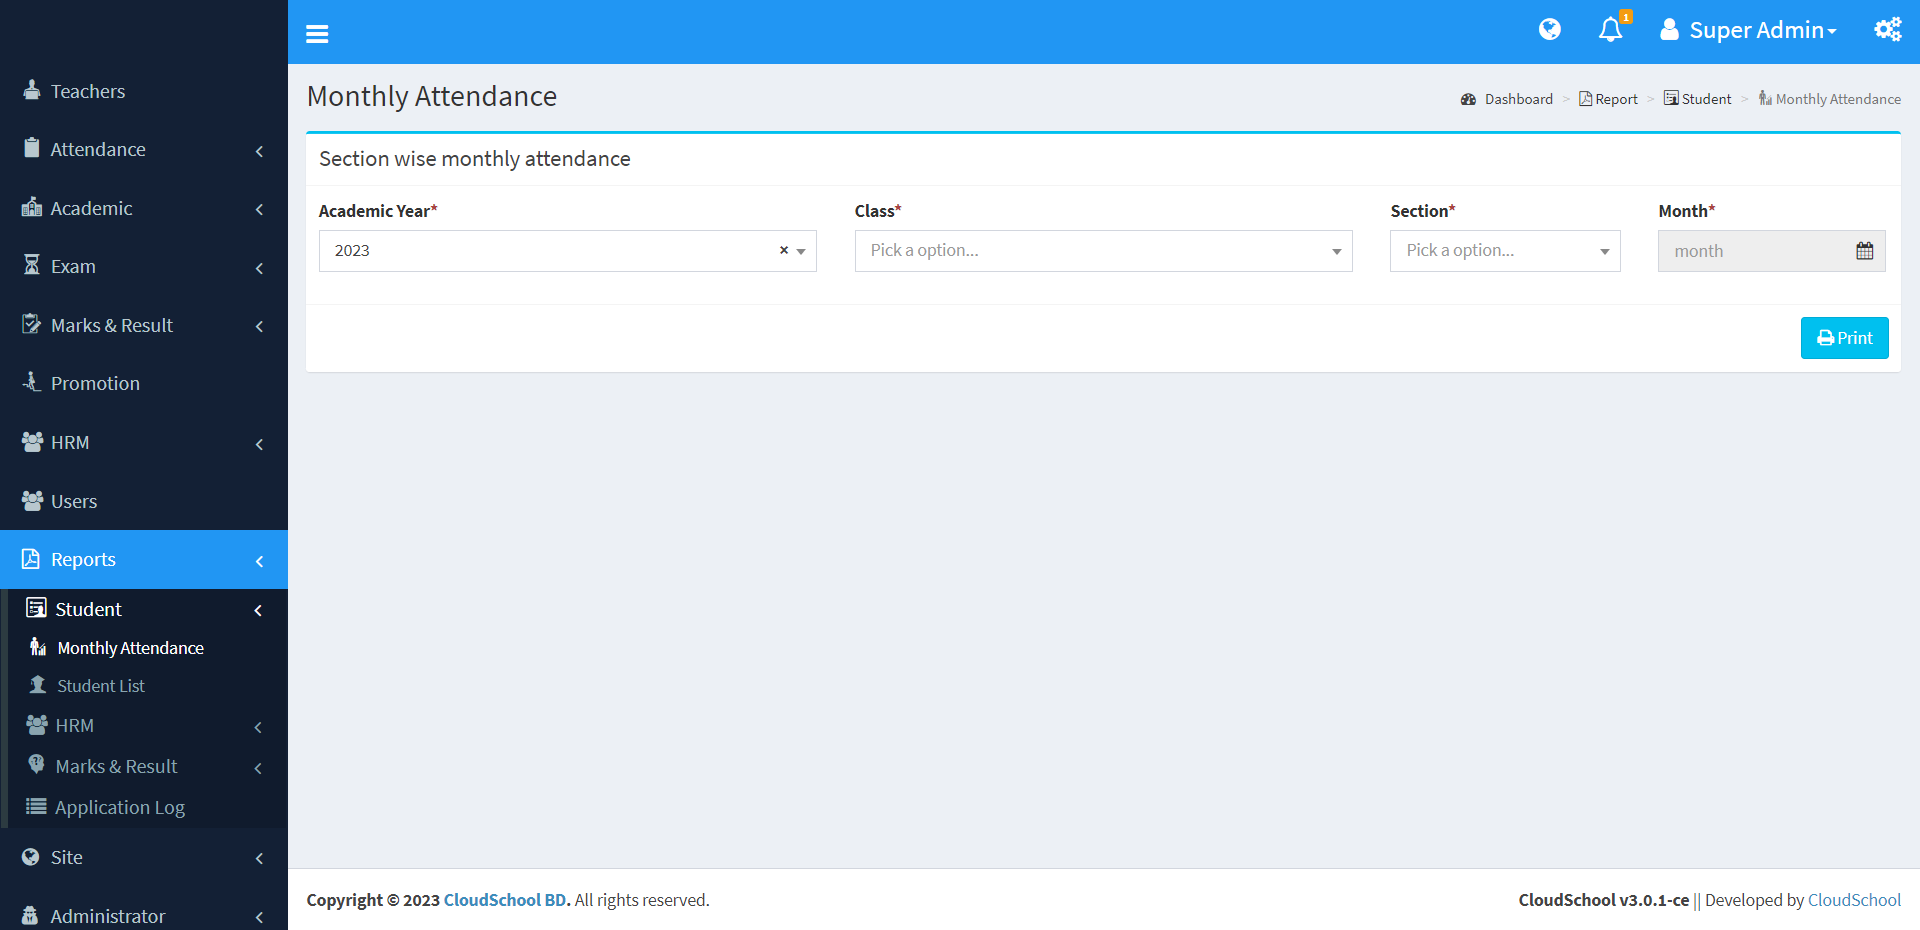 1
Super Admin
Teachers
Attendance
Academic
Exam
Marks & Result
Promotion
HRM
Users
Reports
Student
Monthly Attendance
Student List
HRM
Marks & Result
Application Log
Site
Administrator
Monthly Attendance
Dashboard > Report > Student > Monthly Attendance
Section wise monthly attendance
Academic Year* Class* Section* Month*
2023 × Pick a option... Pick a option... month
Print
Copyright © 2023 CloudSchool BD. All rights reserved.
CloudSchool v3.0.1-ce || Developed by CloudSchool